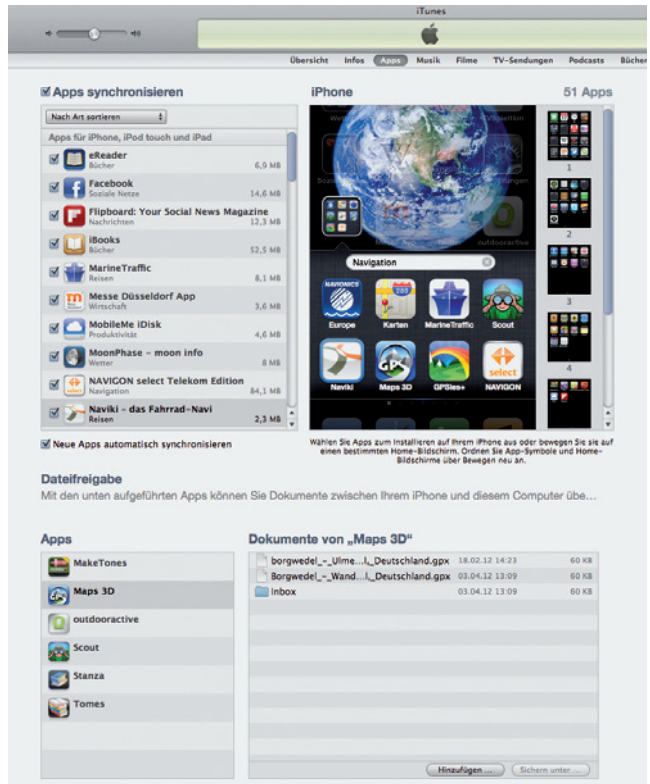 iTunes
Übersicht Infos Apps Musik Filme TV-Sendungen Podcasts Bücher
Apps synchronisieren
iPhone
51 Apps
Nach Art sortieren
Apps für iPhone, iPod touch und iPad
eReader
Bücher 6,9 MB
Facebook
Soziale Netze 14,6 MB
Flipboard: Your Social News Magazine
Nachrichten 12,3 MB
iBooks
Bücher 52,5 MB
MarineTraffic
Reisen 8,1 MB
Messe Düsseldorf App
Wirtschaft 3,6 MB
MobileMe iDisk
Produktivität 4,6 MB
MoonPhase – moon info
Wetter 8 MB
NAVIGON select Telekom Edition
Navigation 84,1 MB
Naviki – das Fahrrad-Navi
Reisen 2,3 MB
Neue Apps automatisch synchronisieren
outdooractive
Navigation
NAVIONICS
280
select
Europe Karten MarineTraffic Scout
GPS
Naviki Maps 3D GPSies+ NAVIGON
1
2
3
4
Wählen Sie Apps zum Installieren auf Ihrem iPhone aus oder bewegen Sie sie auf
einen bestimmten Home-Bildschirm. Ordnen Sie App-Symbole und Home-
Bildschirme über Bewegen neu an.
Dateifreigabe
Mit den unten aufgeführten Apps können Sie Dokumente zwischen Ihrem iPhone und diesem Computer übe…
Apps
MakeTones
Maps 3D
outdooractive
Scout
Stanza
Tomes
Dokumente von „Maps 3D“
borgwedel_-_Ulme...l,_Deutschland.gpx 18.02.12 14:23 60 KB
Borgwedel_-_Wand...l,_Deutschland.gpx 03.04.12 13:09 60 KB
Inbox 03.04.12 13:09 60 KB
Hinzufügen ... Sichern unter ...